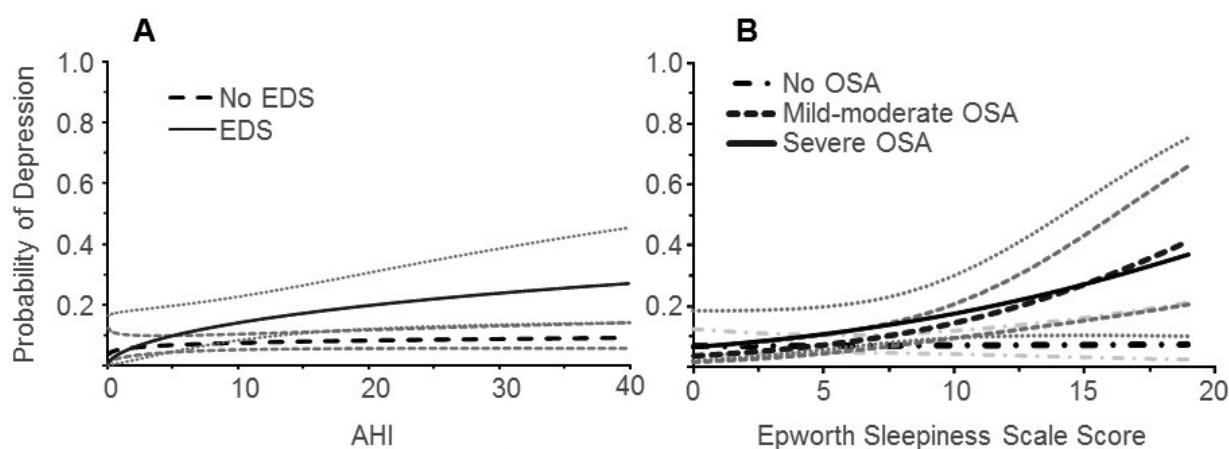 A
B
Probability of Depression
1.0
0.8
0.6
0.4
0.2
No EDS
EDS
0
10
20
30
40
AHI
1.0
0.8
0.6
0.4
0.2
0
No OSA
Mild-moderate OSA
Severe OSA
0
5
10
15
20
Epworth Sleepiness Scale Score